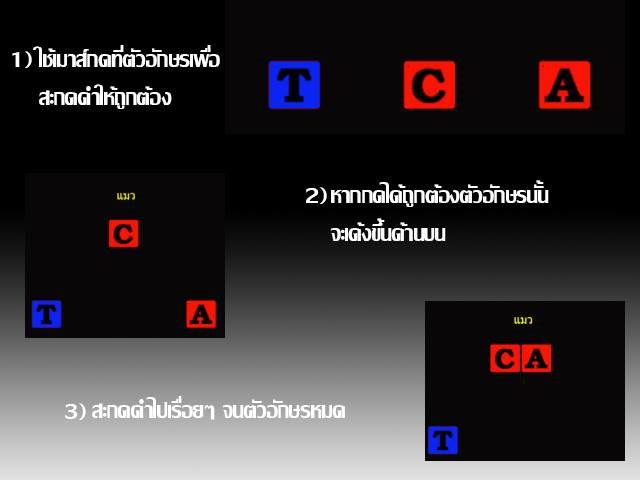 1) ใช้เมาส์กดที่ตัวอักษรเพื่อ
สะกดคำให้ถูกต้อง
T C A
แมว
C
T A
2) หากกดได้ถูกต้องตัวอักษรนั้น
จะเด้งขึ้นด้านบน
แมว
C A
T
3) สะกดคำไปเรื่อยๆ จนตัวอักษรหมด